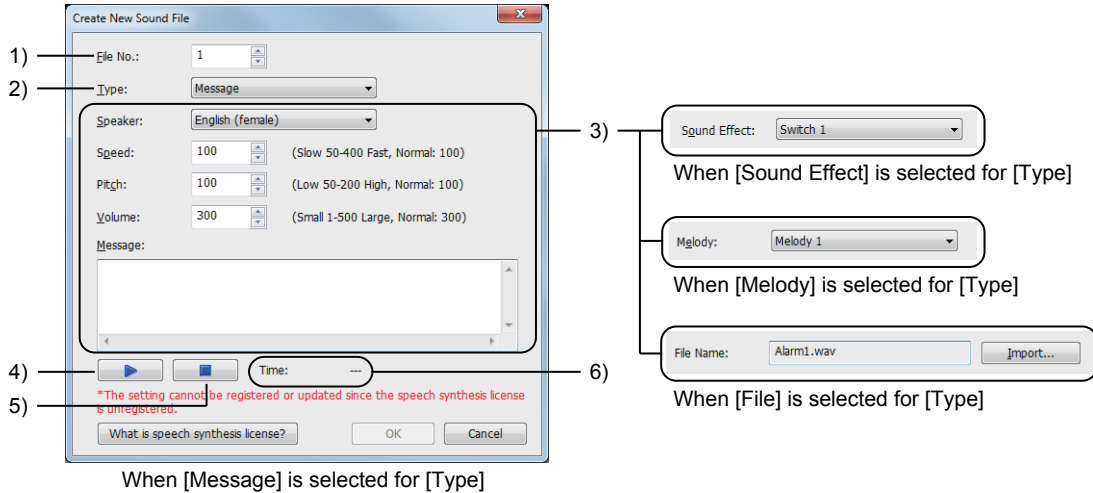 Create New Sound File
1)
File No.:
1
2)
Type:
Message
Speaker:
English (female)
Speed:
100
(Slow 50-400 Fast, Normal: 100)
Pitch:
100
(Low 50-200 High, Normal: 100)
Volume:
300
(Small 1-500 Large, Normal: 300)
Message:
4)
5)
Time:
---
*The setting cannot be registered or updated since the speech synthesis license
is unregistered.
What is speech synthesis license?
OK
Cancel
When [Message] is selected for [Type]
3)
Sound Effect:
Switch 1
When [Sound Effect] is selected for [Type]
Melody:
Melody 1
When [Melody] is selected for [Type]
File Name:
Alarm1.wav
Import...
When [File] is selected for [Type]
6)